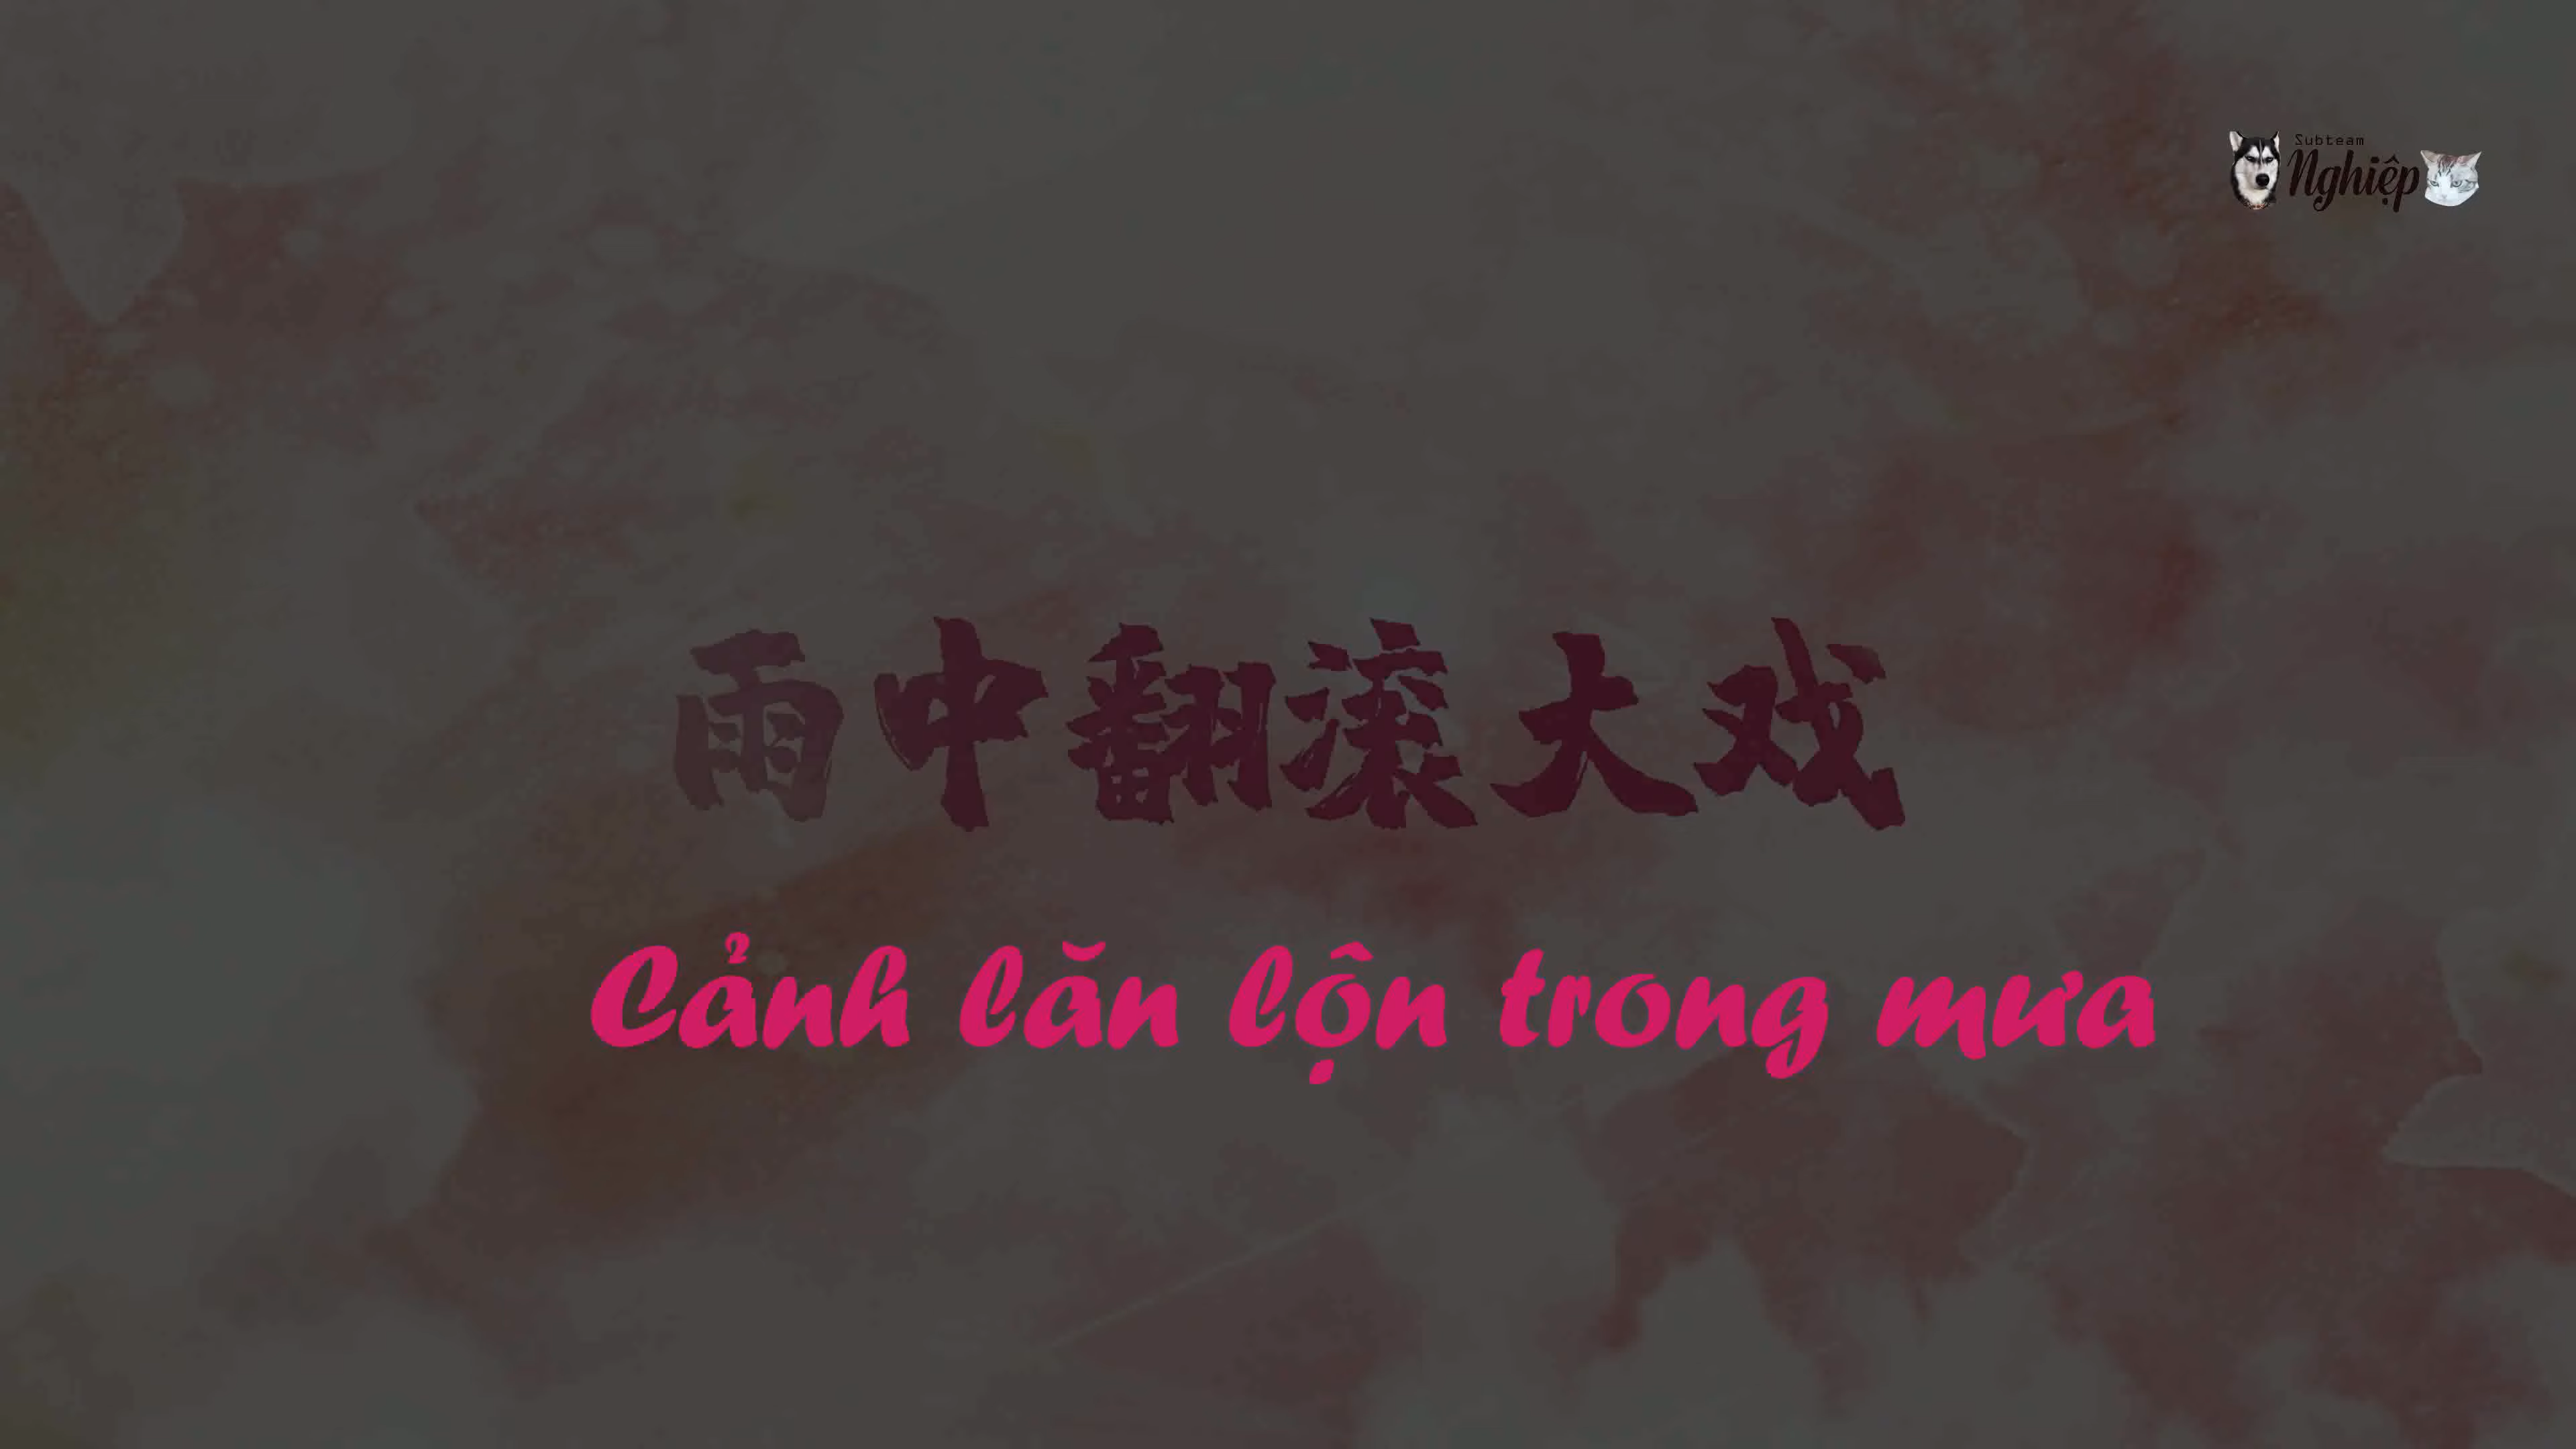 Subteam
Nghiệp
雨中翻滚大戏
Cảnh lăn lộn trong mưa